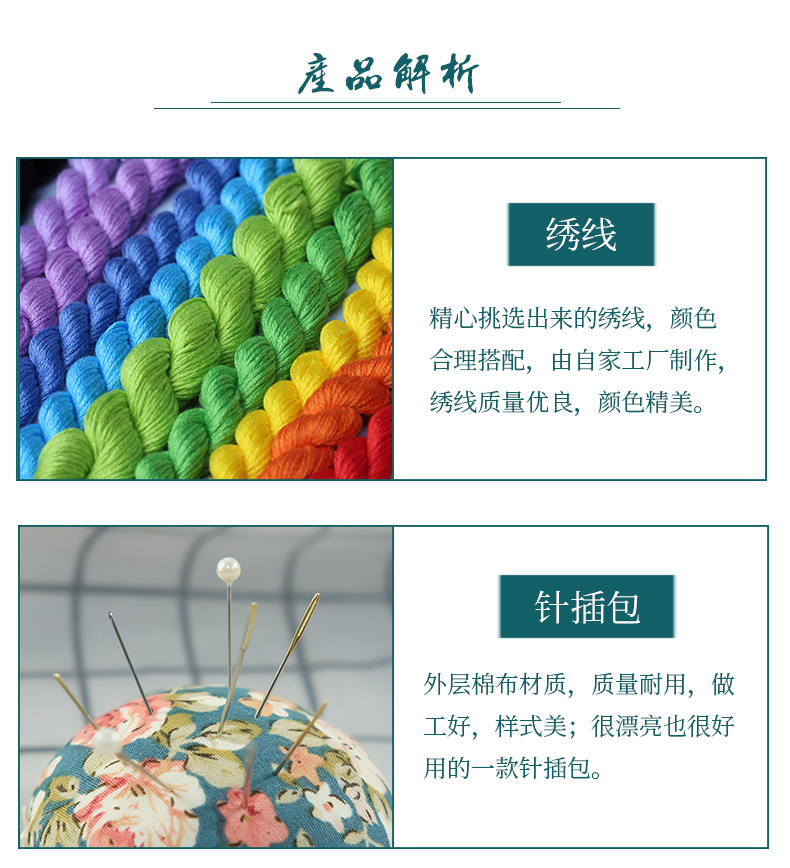 産品解析
绣线
精心挑选出来的绣线，颜色
合理搭配，由自家工厂制作，
绣线质量优良，颜色精美。
针插包
外层棉布材质，质量耐用，做
工好，样式美；很漂亮也很好
用的一款针插包。